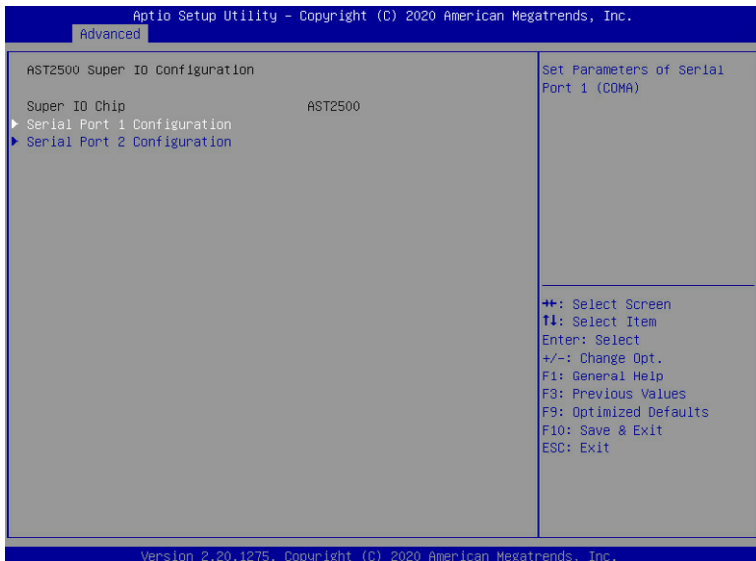 Aptio Setup Utility – Copyright (C) 2020 American Megatrends, Inc.
Advanced
AST2500 Super IO Configuration
Super IO Chip AST2500
Serial Port 1 Configuration
Serial Port 2 Configuration
Set Parameters of Serial
Port 1 (COMA)
→←: Select Screen
↑↓: Select Item
Enter: Select
+/-: Change Opt.
F1: General Help
F3: Previous Values
F9: Optimized Defaults
F10: Save & Exit
ESC: Exit
Version 2.20.1275. Copyright (C) 2020 American Megatrends, Inc.